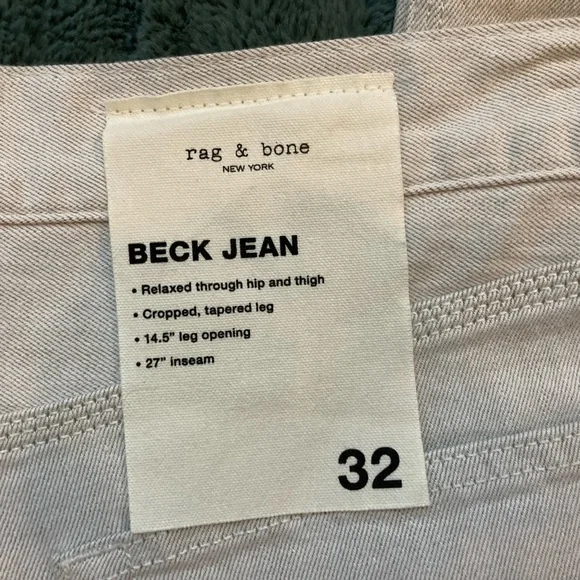 rag & bone
NEW YORK
BECK JEAN
• Relaxed through hip and thigh
• Cropped, tapered leg
• 14.5" leg opening
• 27" inseam
32